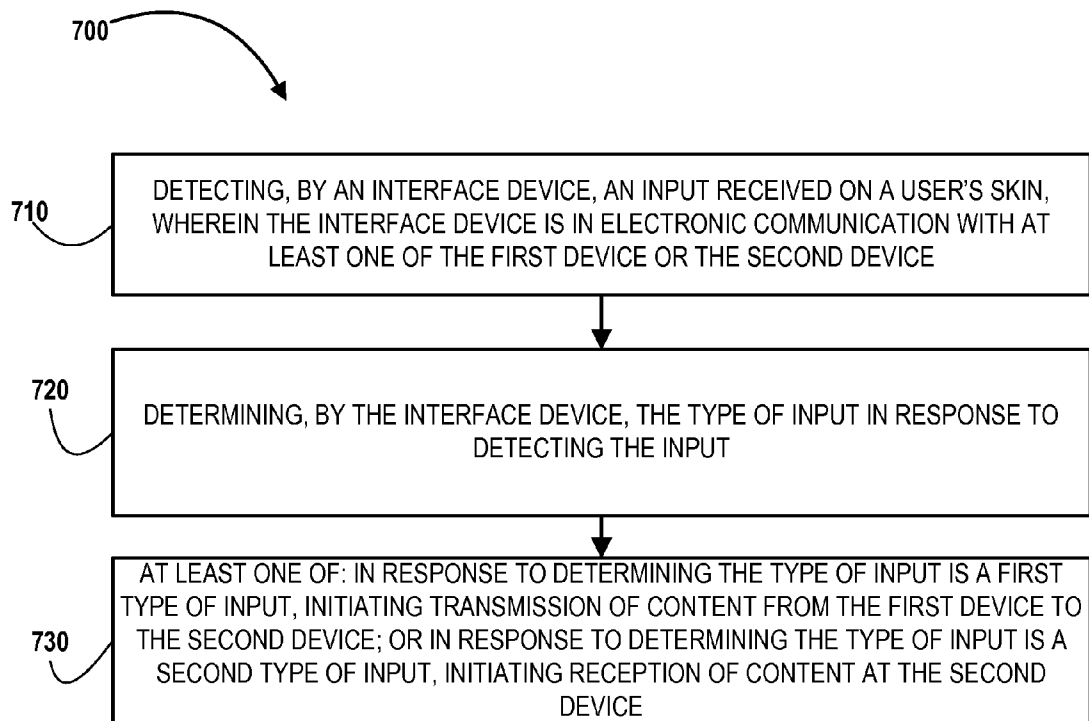 700
710
DETECTING, BY AN INTERFACE DEVICE, AN INPUT RECEIVED ON A USER'S SKIN,
WHEREIN THE INTERFACE DEVICE IS IN ELECTRONIC COMMUNICATION WITH AT
LEAST ONE OF THE FIRST DEVICE OR THE SECOND DEVICE
720
DETERMINING, BY THE INTERFACE DEVICE, THE TYPE OF INPUT IN RESPONSE TO
DETECTING THE INPUT
730
AT LEAST ONE OF: IN RESPONSE TO DETERMINING THE TYPE OF INPUT IS A FIRST
TYPE OF INPUT, INITIATING TRANSMISSION OF CONTENT FROM THE FIRST DEVICE TO
THE SECOND DEVICE; OR IN RESPONSE TO DETERMINING THE TYPE OF INPUT IS A
SECOND TYPE OF INPUT, INITIATING RECEPTION OF CONTENT AT THE SECOND
DEVICE